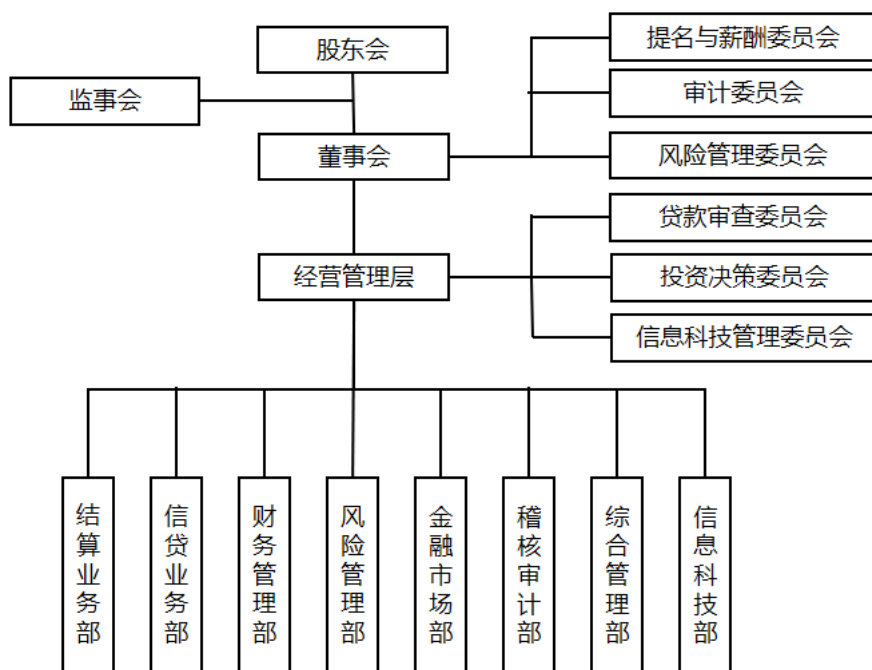 股东会
提名与薪酬委员会
监事会
审计委员会
董事会
风险管理委员会
贷款审查委员会
经营管理层
投资决策委员会
信息科技管理委员会
结算业务部
信贷业务部
财务管理部
风险管理部
金融市场部
稽核审计部
综合管理部
信息科技部